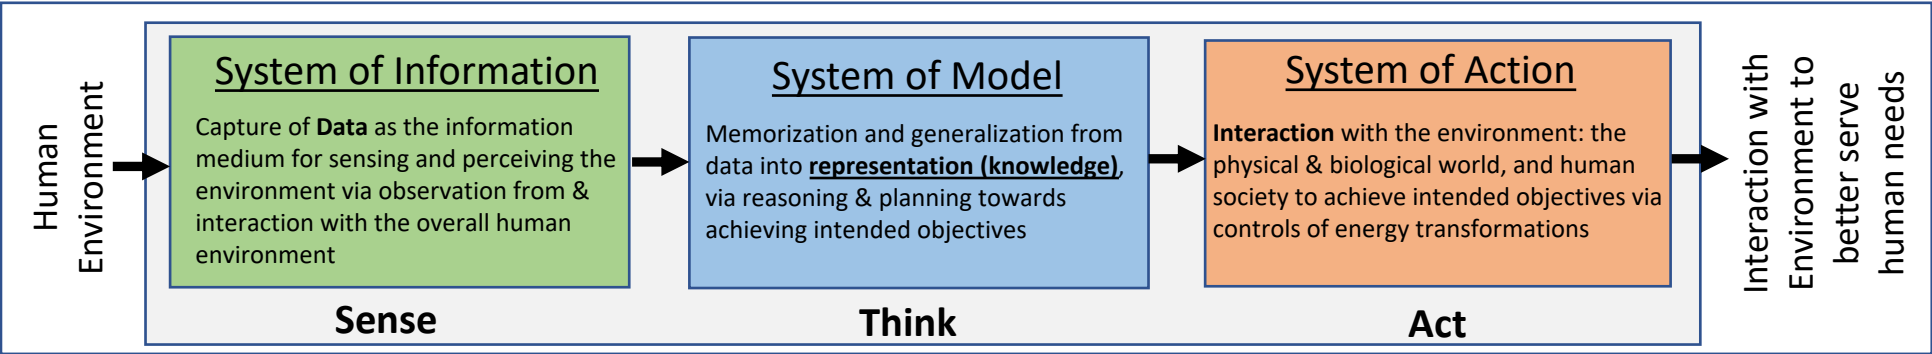 Human
Environment
System of Information
Capture of Data as the information
medium for sensing and perceiving the
environment via observation from &
interaction with the overall human
environment
Sense
System of Model
Memorization and generalization from
data into representation (knowledge),
via reasoning & planning towards
achieving intended objectives
Think
System of Action
Interaction with the environment: the
physical & biological world, and human
society to achieve intended objectives via
controls of energy transformations
Act
Interaction with
Environment to
better serve
human needs